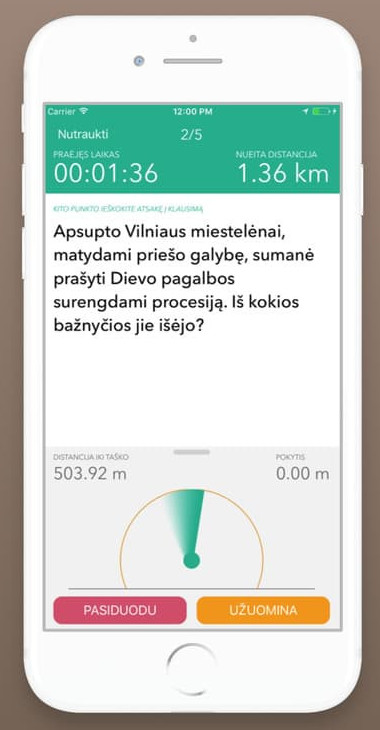 Carrier 12:00 PM
Nutraukti 2/5
PRAĖJĘS LAIKAS NUEITA DISTANCIJA
00:01:36 1.36 km
KITO PUNKTO IEŠKOKITE ATSAKĘ Į KLAUSIMĄ
Apsupto Vilniaus miestelėnai,
matydami priešo galybę, sumanė
prašyti Dievo pagalbos
surengdami procesiją. Iš kokios
bažnyčios jie išėjo?
DISTANCIJA IKI TAŠKO POKYTIS
503.92 m 0.00 m
PASIDUODU UŽUOMINA